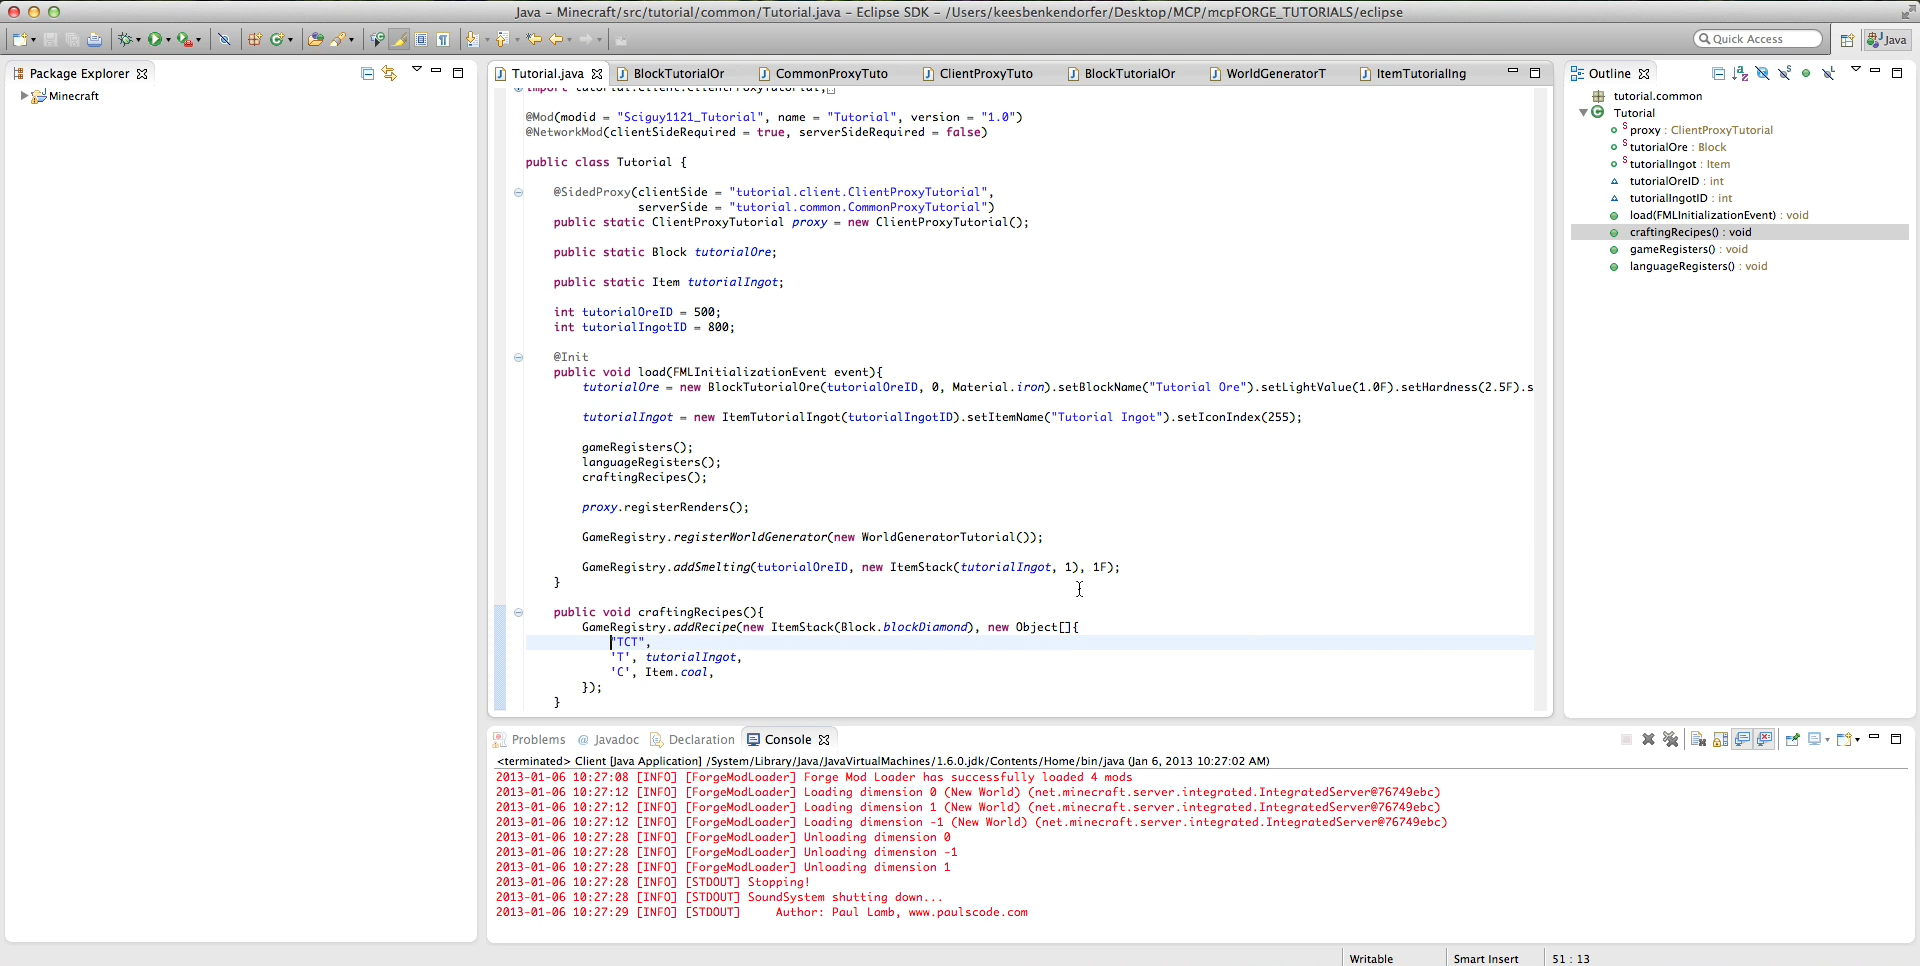 Java - Minecraft/src/tutorial/common/Tutorial.java - Eclipse SDK - /Users/keesbenkendorfer/Desktop/MCP/mcpFORGE_TUTORIALS/eclipse
Quick Access
Java
Package Explorer
Minecraft
Tutorial.java
BlockTutorialOr
CommonProxyTuto
ClientProxyTuto
BlockTutorialOr
WorldGeneratorT
ItemTutorialIng
import tutorial.client.ClientProxyTutorial;
@Mod(modid = "Sciguy1121_Tutorial", name = "Tutorial", version = "1.0")
@NetworkMod(clientSideRequired = true, serverSideRequired = false)
public class Tutorial {
@SidedProxy(clientSide = "tutorial.client.ClientProxyTutorial",
serverSide = "tutorial.common.CommonProxyTutorial")
public static ClientProxyTutorial proxy = new ClientProxyTutorial();
public static Block tutorialOre;
public static Item tutorialIngot;
int tutorialOreID = 500;
int tutorialIngotID = 800;
@Init
public void load(FMLInitializationEvent event){
tutorialOre = new BlockTutorialOre(tutorialOreID, 0, Material.iron).setBlockName("Tutorial Ore").setLightValue(1.0F).setHardness(2.5F).s
tutorialIngot = new ItemTutorialIngot(tutorialIngotID).setItemName("Tutorial Ingot").setIconIndex(255);
gameRegisters();
languageRegisters();
craftingRecipes();
proxy.registerRenders();
GameRegistry.registerWorldGenerator(new WorldGeneratorTutorial());
GameRegistry.addSmelting(tutorialOreID, new ItemStack(tutorialIngot, 1), 1F);
}
public void craftingRecipes(){
GameRegistry.addRecipe(new ItemStack(Block.blockDiamond), new Object[]{
"TCT",
'T', tutorialIngot,
'C', Item.coal,
});
}
Outline
tutorial.common
Tutorial
S proxy : ClientProxyTutorial
S tutorialOre : Block
S tutorialIngot : Item
tutorialOreID : int
tutorialIngotID : int
load(FMLInitializationEvent) : void
craftingRecipes() : void
gameRegisters() : void
languageRegisters() : void
Problems
@ Javadoc
Declaration
Console
<terminated> Client [Java Application] /System/Library/Java/JavaVirtualMachines/1.6.0.jdk/Contents/Home/bin/java (Jan 6, 2013 10:27:02 AM)
2013-01-06 10:27:08 [INFO] [ForgeModLoader] Forge Mod Loader has successfully loaded 4 mods
2013-01-06 10:27:12 [INFO] [ForgeModLoader] Loading dimension 0 (New World) (net.minecraft.server.integrated.IntegratedServer@76749ebc)
2013-01-06 10:27:12 [INFO] [ForgeModLoader] Loading dimension 1 (New World) (net.minecraft.server.integrated.IntegratedServer@76749ebc)
2013-01-06 10:27:12 [INFO] [ForgeModLoader] Loading dimension -1 (New World) (net.minecraft.server.integrated.IntegratedServer@76749ebc)
2013-01-06 10:27:28 [INFO] [ForgeModLoader] Unloading dimension 0
2013-01-06 10:27:28 [INFO] [ForgeModLoader] Unloading dimension -1
2013-01-06 10:27:28 [INFO] [ForgeModLoader] Unloading dimension 1
2013-01-06 10:27:28 [INFO] [STDOUT] Stopping!
2013-01-06 10:27:28 [INFO] [STDOUT] SoundSystem shutting down...
2013-01-06 10:27:29 [INFO] [STDOUT] Author: Paul Lamb, www.paulscode.com
Writable
Smart Insert
51 : 13